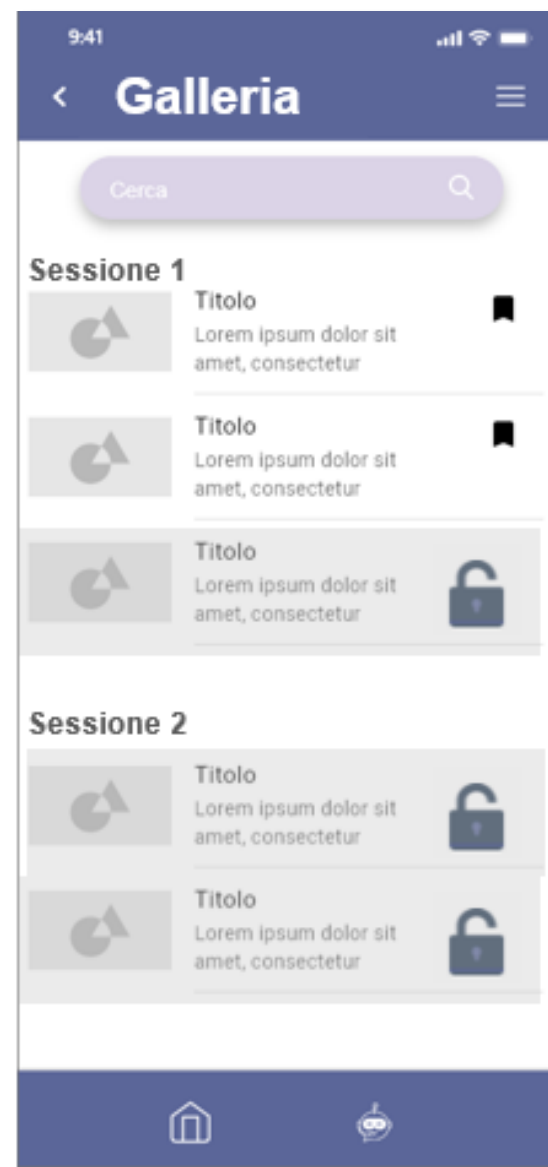 9:41
Galleria
Cerca
Sessione 1
Titolo
Lorem ipsum dolor sit
amet, consectetur
Titolo
Lorem ipsum dolor sit
amet, consectetur
Titolo
Lorem ipsum dolor sit
amet, consectetur
Sessione 2
Titolo
Lorem ipsum dolor sit
amet, consectetur
Titolo
Lorem ipsum dolor sit
amet, consectetur